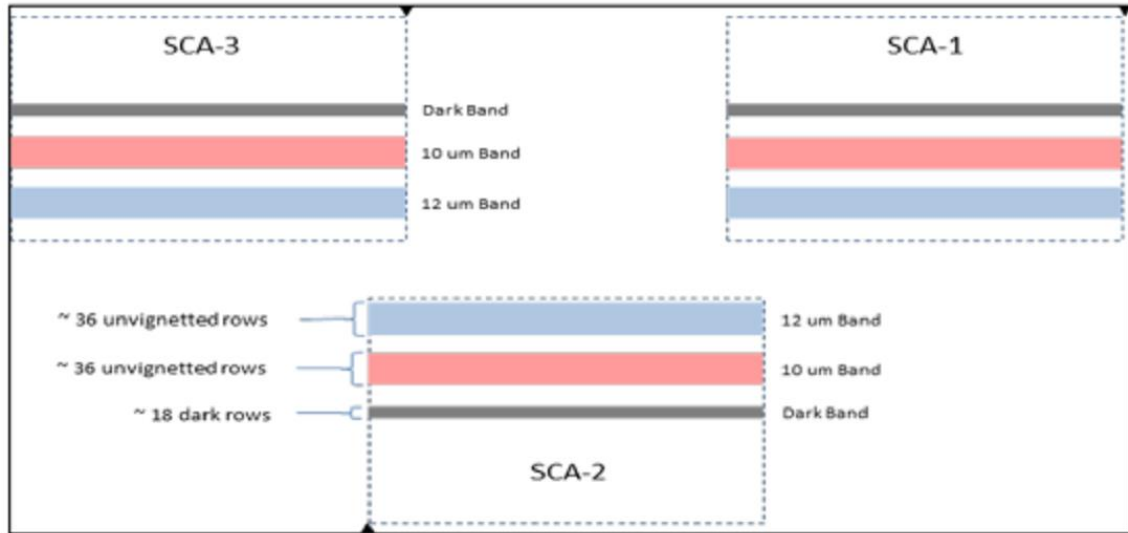 SCA-3
SCA-1
Dark Band
10 um Band
12 um Band
~ 36 unvignetted rows
12 um Band
~ 36 unvignetted rows
10 um Band
~ 18 dark rows
Dark Band
SCA-2